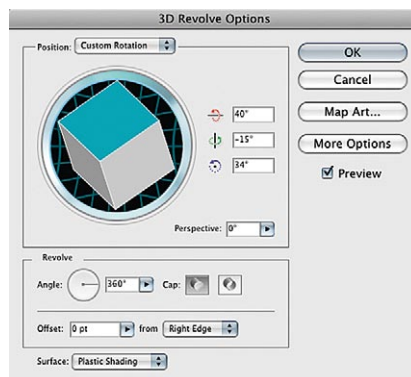 3D Revolve Options
Position: Custom Rotation
OK
Cancel
Map Art...
More Options
Preview
40°
-15°
34°
Perspective: 0°
Revolve
Angle: 360° Cap:
Offset: 0 pt from Right Edge
Surface: Plastic Shading